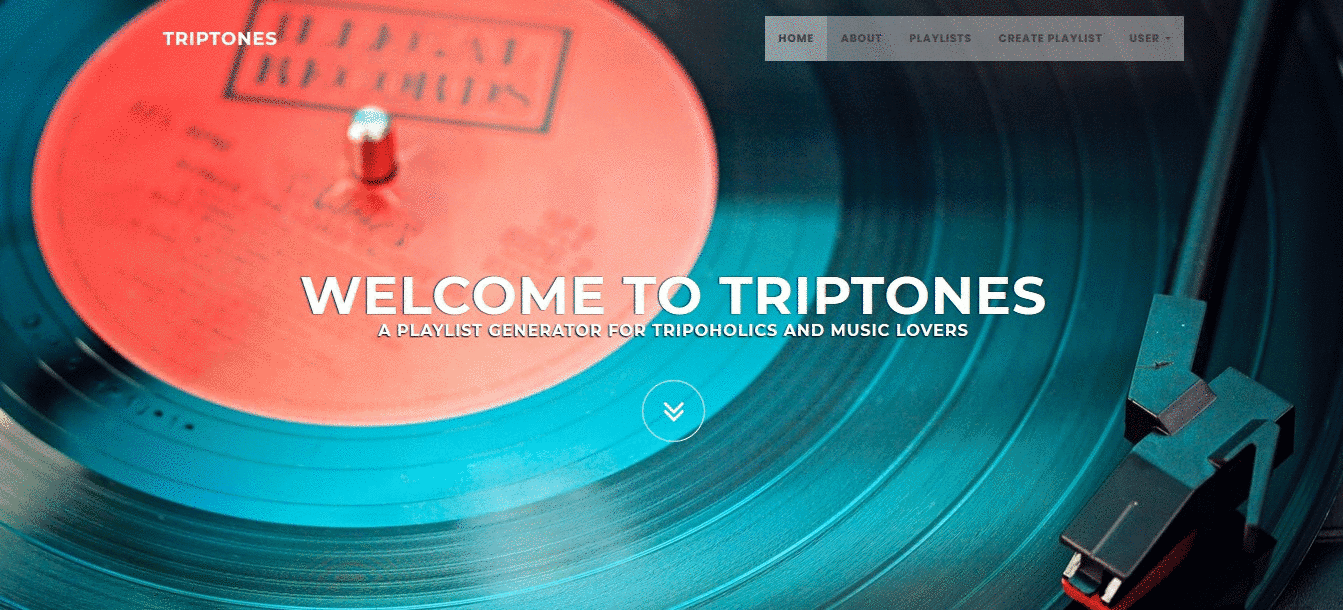 TRIPTONES
HOME ABOUT PLAYLISTS CREATE PLAYLIST USER
WELCOME TO TRIPTONES
A PLAYLIST GENERATOR FOR TRIPOHOLICS AND MUSIC LOVERS